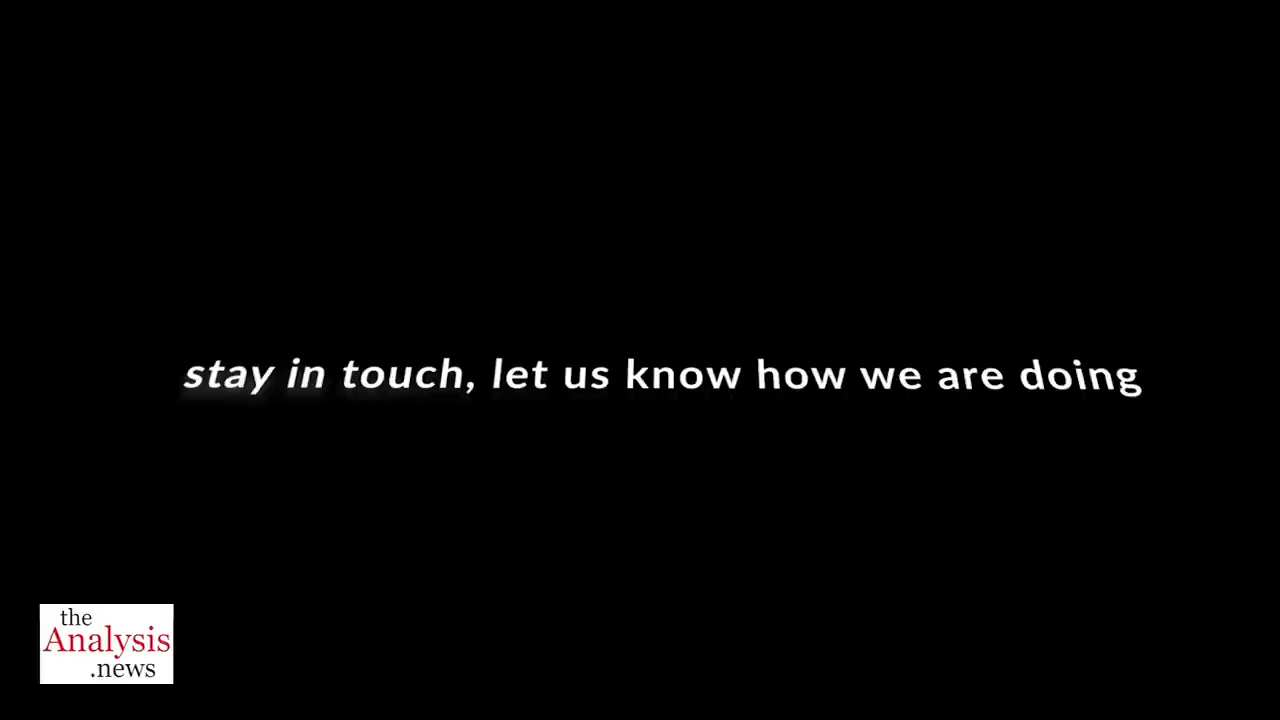 stay in touch, let us know how we are doing
the
Analysis
.news